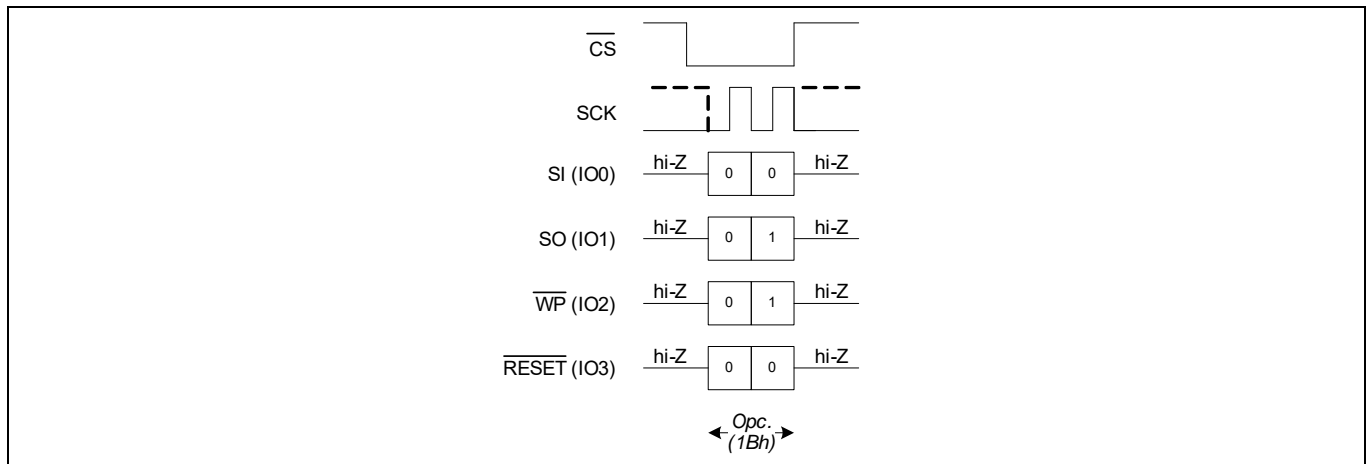 CS
SCK
SI (IO0) hi-Z 0 0 hi-Z
SO (IO1) hi-Z 0 1 hi-Z
WP (IO2) hi-Z 0 1 hi-Z
RESET (IO3) hi-Z 0 0 hi-Z
Opc.
(1Bh)